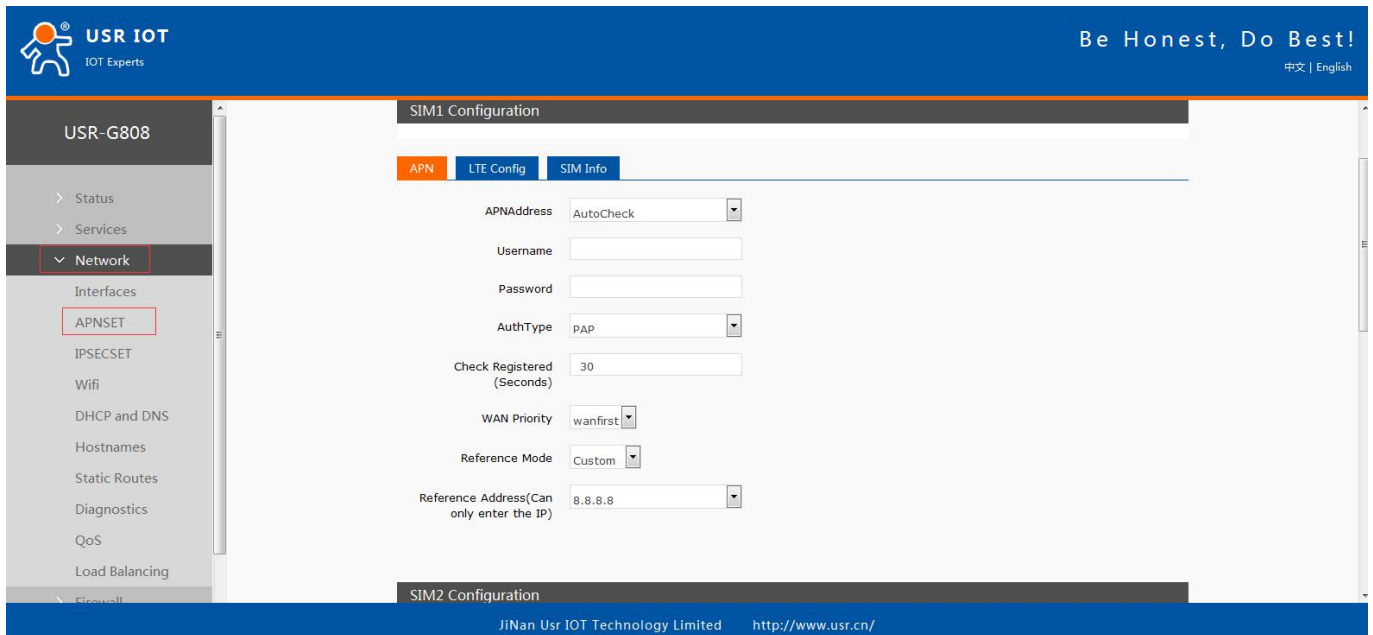 USR IOT
IOT Experts
®
Be Honest, Do Best!
中文 | English
USR-G808
Status
Services
Network
Interfaces
APNSET
IPSECSET
Wifi
DHCP and DNS
Hostnames
Static Routes
Diagnostics
QoS
Load Balancing
Firewall
SIM1 Configuration
APN LTE Config SIM Info
APNAddress AutoCheck
Username
Password
AuthType PAP
Check Registered 30
(Seconds)
WAN Priority wanfirst
Reference Mode Custom
Reference Address(Can 8.8.8.8
only enter the IP)
SIM2 Configuration
JiNan Usr IOT Technology Limited http://www.usr.cn/